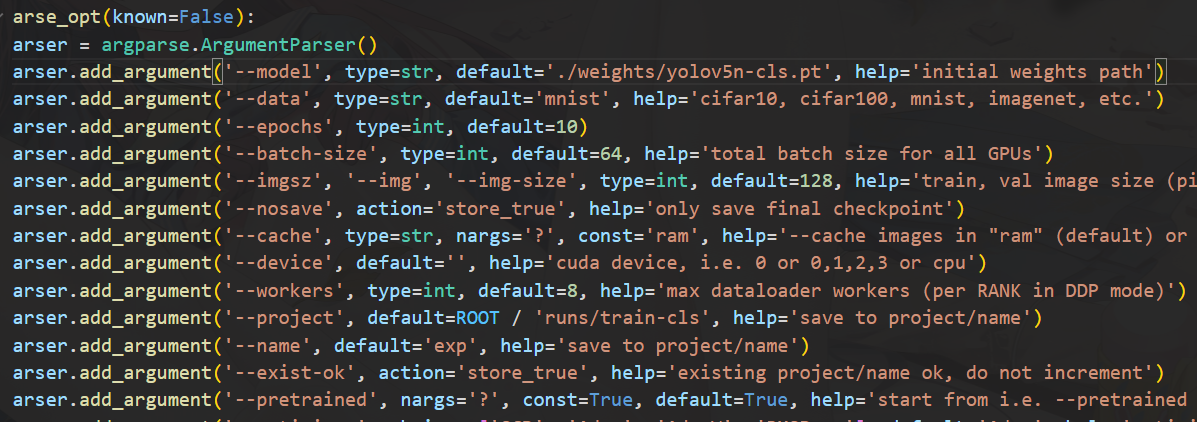 arse_opt(known=False):
arser = argparse.ArgumentParser()
arser.add_argument('--model', type=str, default='./weights/yolov5n-cls.pt', help='initial weights path')
arser.add_argument('--data', type=str, default='mnist', help='cifar10, cifar100, mnist, imagenet, etc.')
arser.add_argument('--epochs', type=int, default=10)
arser.add_argument('--batch-size', type=int, default=64, help='total batch size for all GPUs')
arser.add_argument('--imgsz', '--img', '--img-size', type=int, default=128, help='train, val image size (pi
arser.add_argument('--nosave', action='store_true', help='only save final checkpoint')
arser.add_argument('--cache', type=str, nargs='?', const='ram', help='--cache images in "ram" (default) or
arser.add_argument('--device', default='', help='cuda device, i.e. 0 or 0,1,2,3 or cpu')
arser.add_argument('--workers', type=int, default=8, help='max dataloader workers (per RANK in DDP mode)')
arser.add_argument('--project', default=ROOT / 'runs/train-cls', help='save to project/name')
arser.add_argument('--name', default='exp', help='save to project/name')
arser.add_argument('--exist-ok', action='store_true', help='existing project/name ok, do not increment')
arser.add_argument('--pretrained', nargs='?', const=True, default=True, help='start from i.e. --pretrained